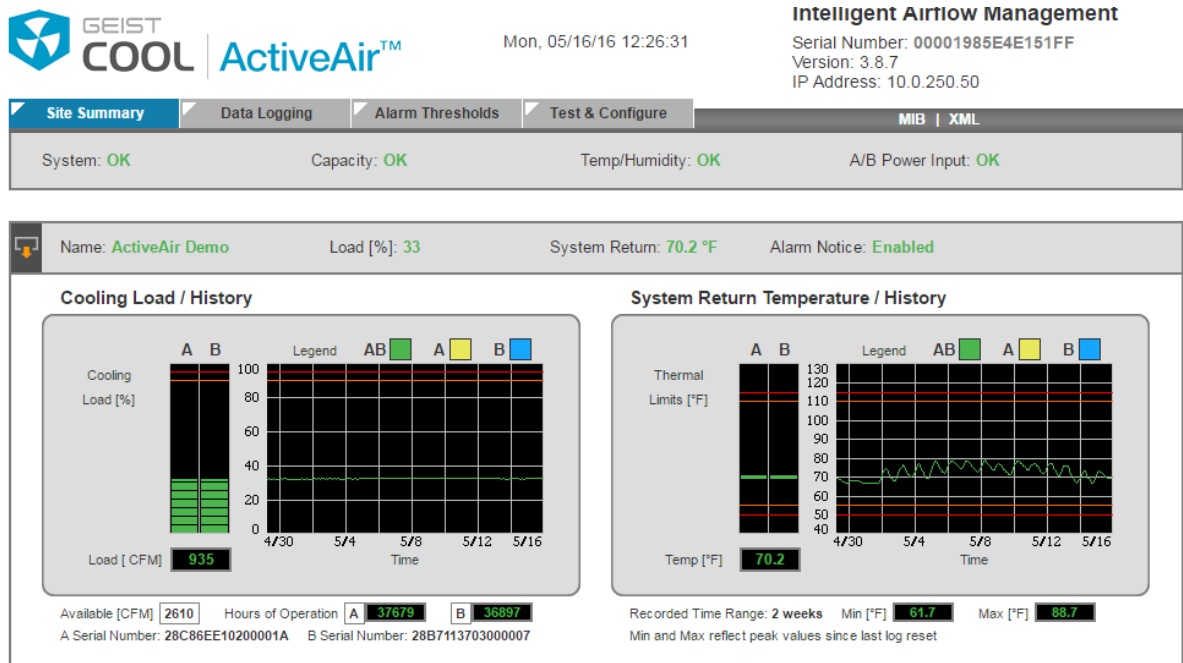 GEIST
COOL ActiveAir™
Mon, 05/16/16 12:26:31
Intelligent Airflow Management
Serial Number: 00001985E4E151FF
Version: 3.8.7
IP Address: 10.0.250.50
Site Summary Data Logging Alarm Thresholds Test & Configure MIB | XML
System: OK Capacity: OK Temp/Humidity: OK A/B Power Input: OK
Name: ActiveAir Demo Load [%]: 33 System Return: 70.2 °F Alarm Notice: Enabled
Cooling Load / History
A B Legend AB A B
Cooling
Load [%]
100
80
60
40
20
0
4/30 5/4 5/8 5/12 5/16
Load [ CFM] 935 Time
Available [CFM] 2610 Hours of Operation A 37679 B 36897
A Serial Number: 28C86EE10200001A B Serial Number: 28B7113703000007
System Return Temperature / History
A B Legend AB A B
Thermal
Limits [°F]
130
120
110
100
90
80
70
60
50
40
4/30 5/4 5/8 5/12 5/16
Temp [°F] 70.2 Time
Recorded Time Range: 2 weeks Min [°F] 61.7 Max [°F] 88.7
Min and Max reflect peak values since last log reset